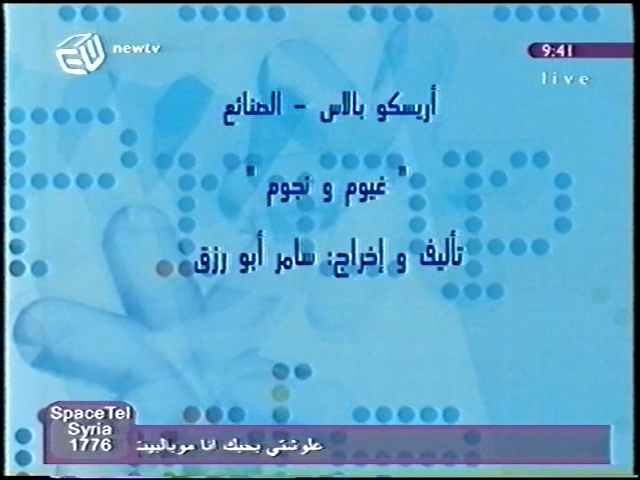 newtv
9:41
live
أريسكو بالاس - الصنائع
" غيوم و نجوم "
تأليف و إخراج: سامر أبو رزق
SpaceTel
Syria
1776
علوشتي بحبك انا موبالبيت